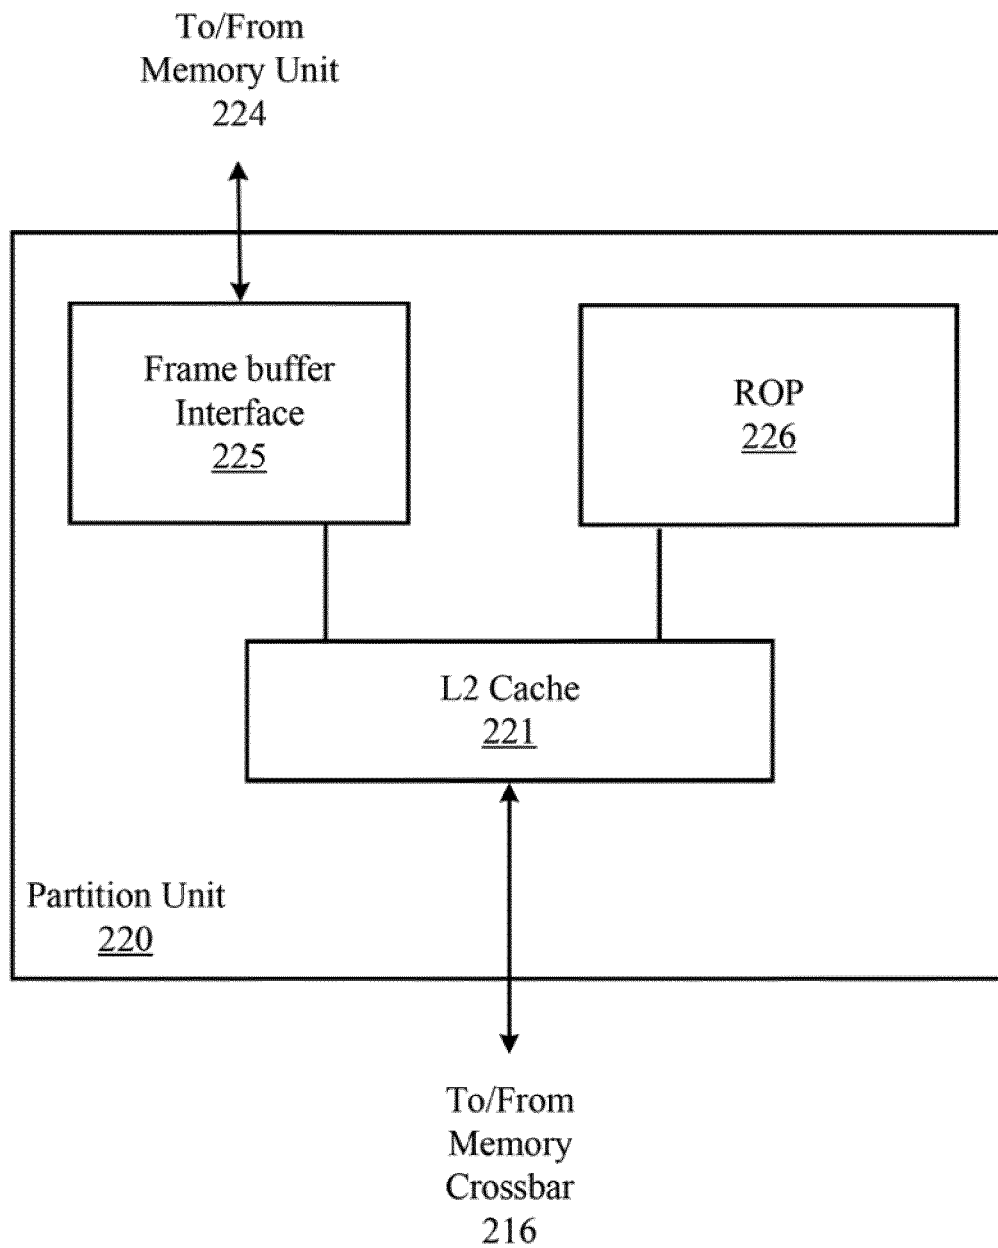 To/From
Memory Unit
224
Frame buffer
Interface
225
ROP
226
L2 Cache
221
Partition Unit
220
To/From
Memory
Crossbar
216